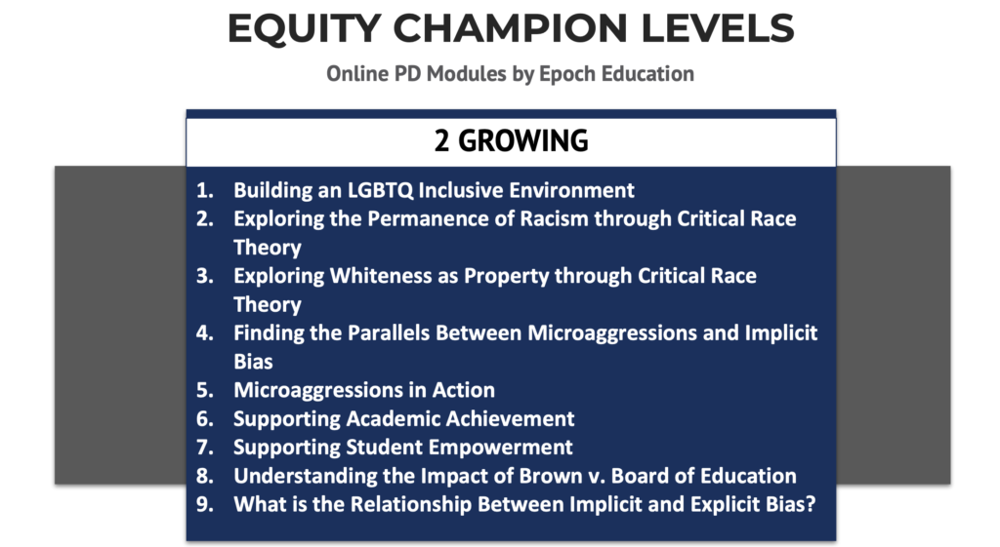 EQUITY CHAMPION LEVELS
Online PD Modules by Epoch Education
2 GROWING
1. Building an LGBTQ Inclusive Environment
2. Exploring the Permanence of Racism through Critical Race
Theory
3. Exploring Whiteness as Property through Critical Race
Theory
4. Finding the Parallels Between Microaggressions and Implicit
Bias
5. Microaggressions in Action
6. Supporting Academic Achievement
7. Supporting Student Empowerment
8. Understanding the Impact of Brown v. Board of Education
9. What is the Relationship Between Implicit and Explicit Bias?